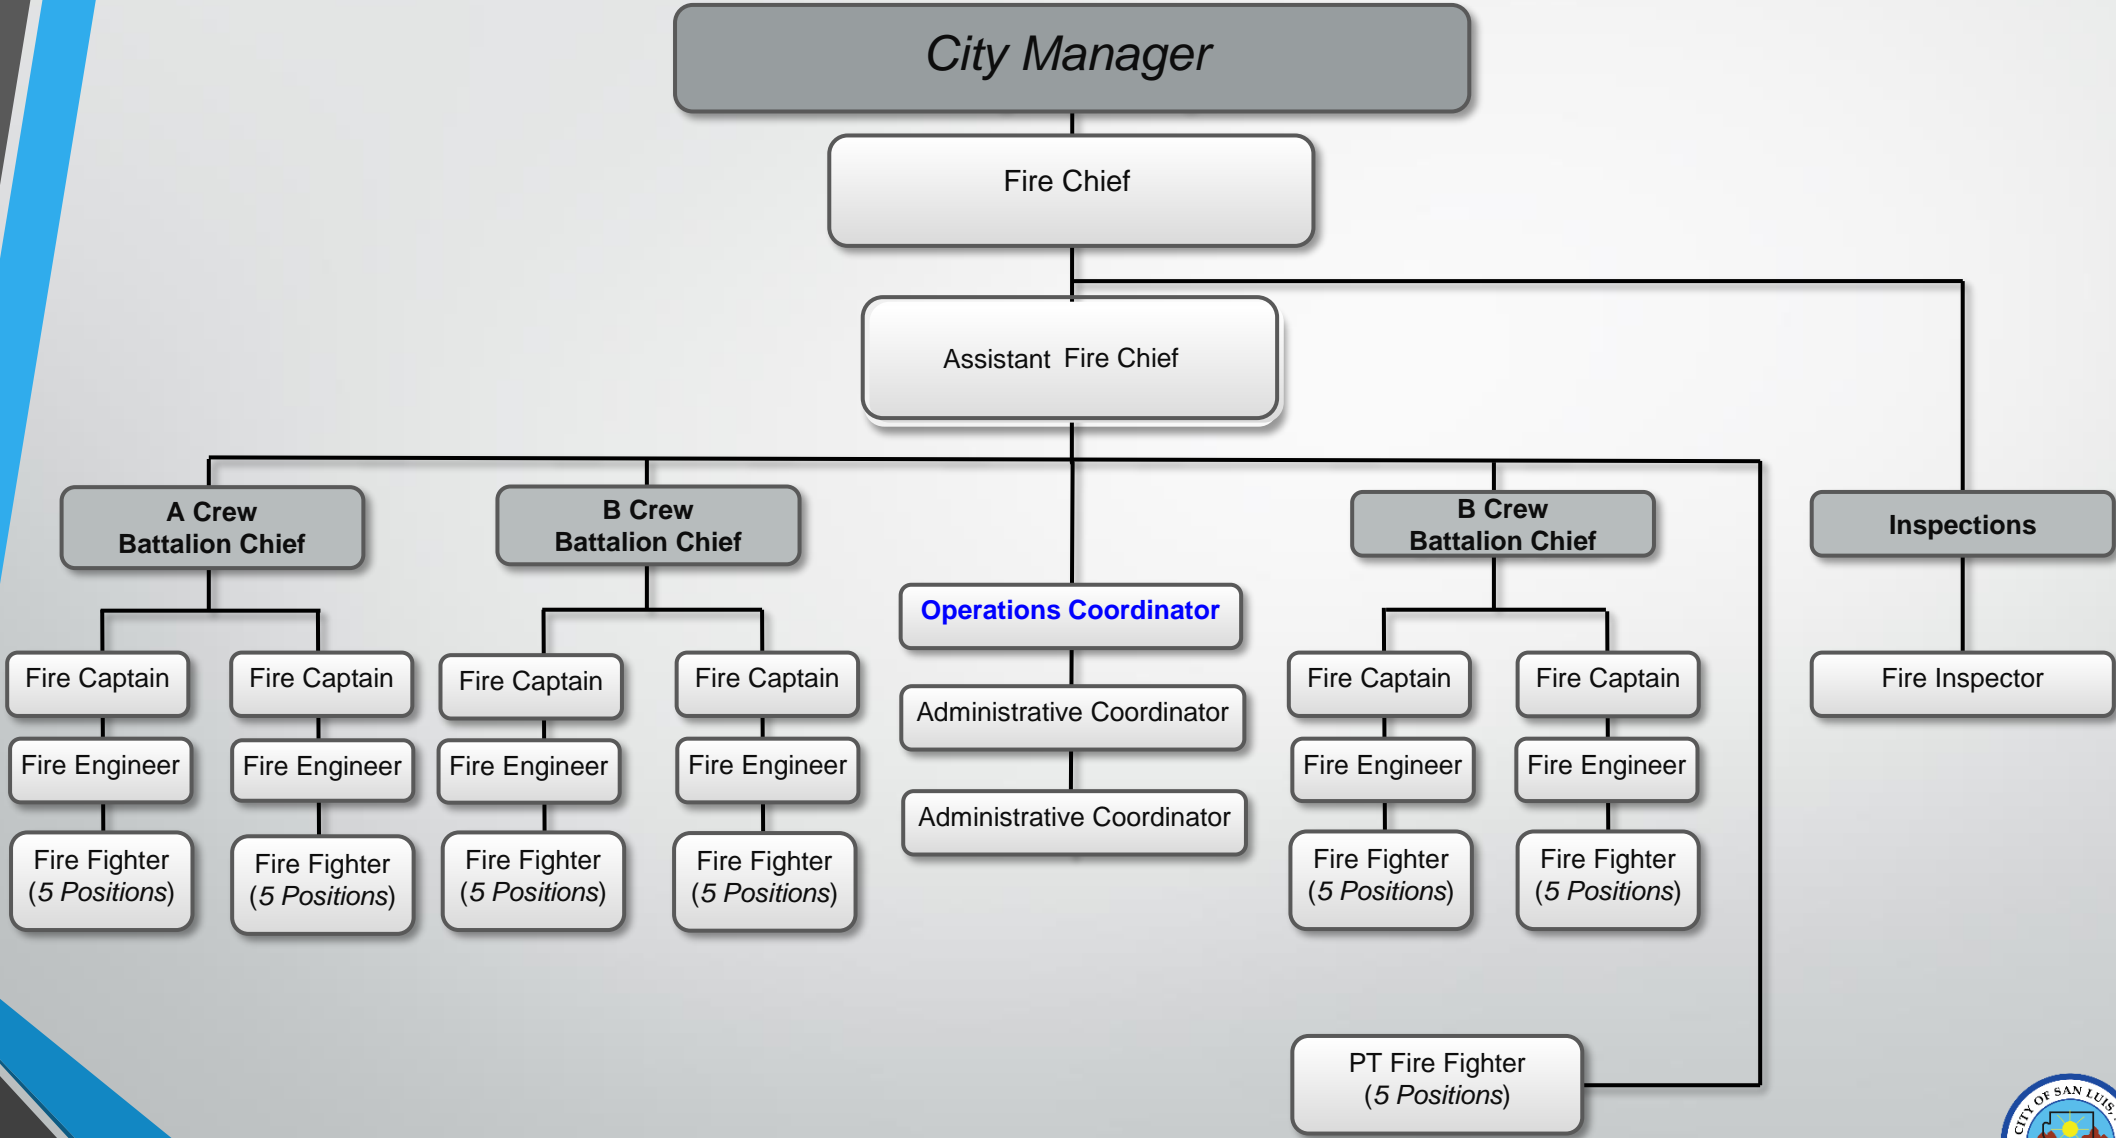 City Manager
Fire Chief
Assistant Fire Chief
A Crew
Battalion Chief
B Crew
Battalion Chief
B Crew
Battalion Chief
Inspections
Operations Coordinator
Fire Captain
Fire Captain
Fire Captain
Fire Captain
Fire Captain
Fire Captain
Fire Inspector
Administrative Coordinator
Fire Engineer
Fire Engineer
Fire Engineer
Fire Engineer
Fire Engineer
Fire Engineer
Administrative Coordinator
Fire Fighter
(5 Positions)
Fire Fighter
(5 Positions)
Fire Fighter
(5 Positions)
Fire Fighter
(5 Positions)
Fire Fighter
(5 Positions)
Fire Fighter
(5 Positions)
PT Fire Fighter
(5 Positions)
CITY OF SAN LUIS,